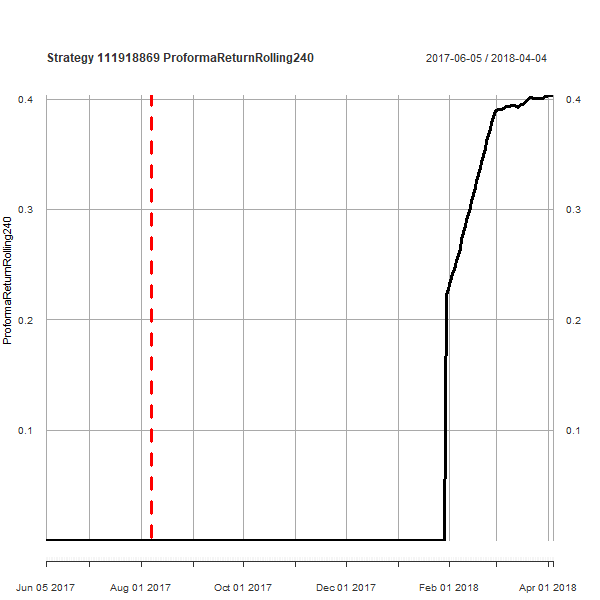 Strategy 111918869 ProformaReturnRolling240
2017-06-05 / 2018-04-04
ProformaReturnRolling240
0.4
0.4
0.3
0.3
0.2
0.2
0.1
0.1
Jun 05 2017
Aug 01 2017
Oct 01 2017
Dec 01 2017
Feb 01 2018
Apr 01 2018